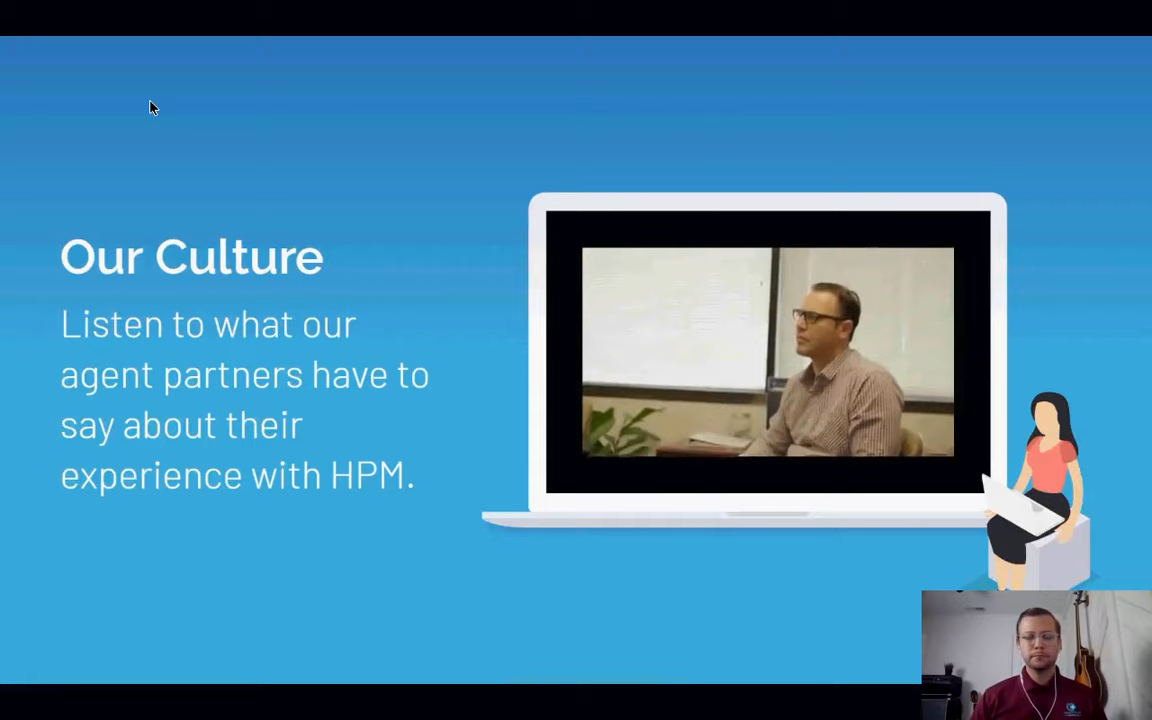 Our Culture
Listen to what our
agent partners have to
say about their
experience with HPM.